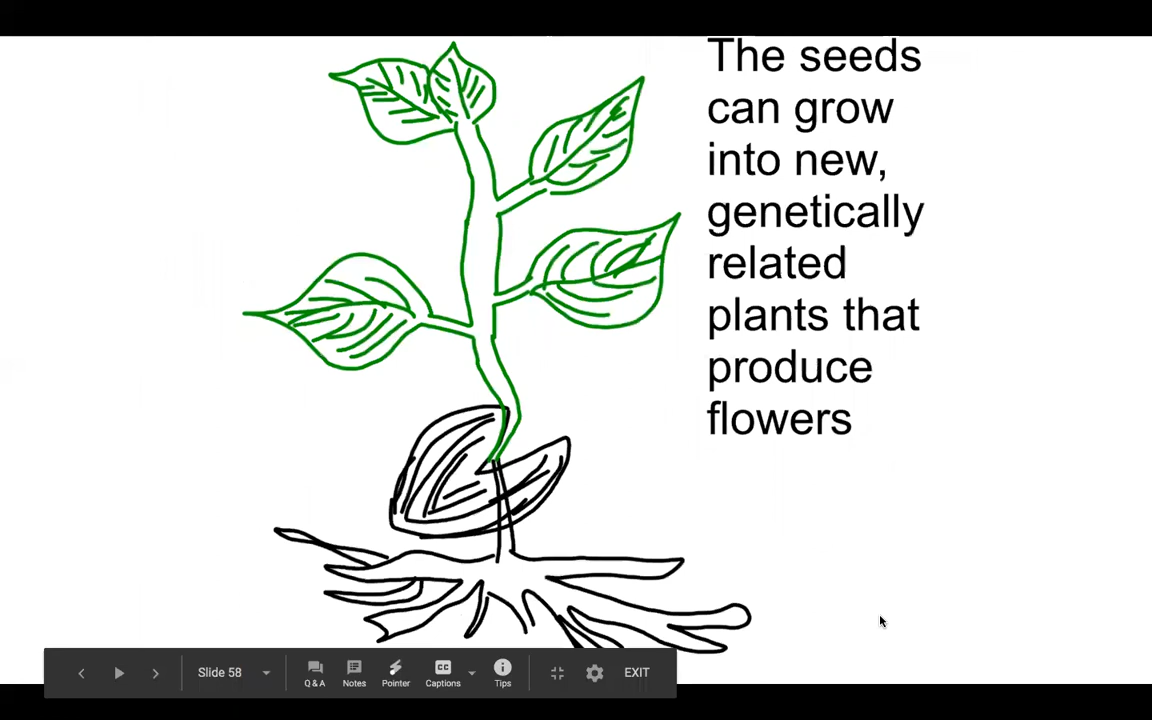 The seeds
can grow
into new,
genetically
related
plants that
produce
flowers
Slide 58
Q & A
Notes
Pointer
CC
Captions
Tips
EXIT